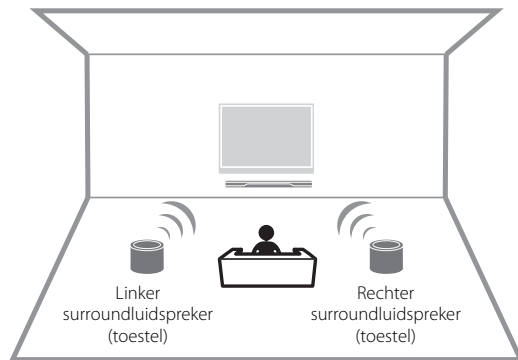 Linker
surroundluidspreker
(toestel)
Rechter
surroundluidspreker
(toestel)